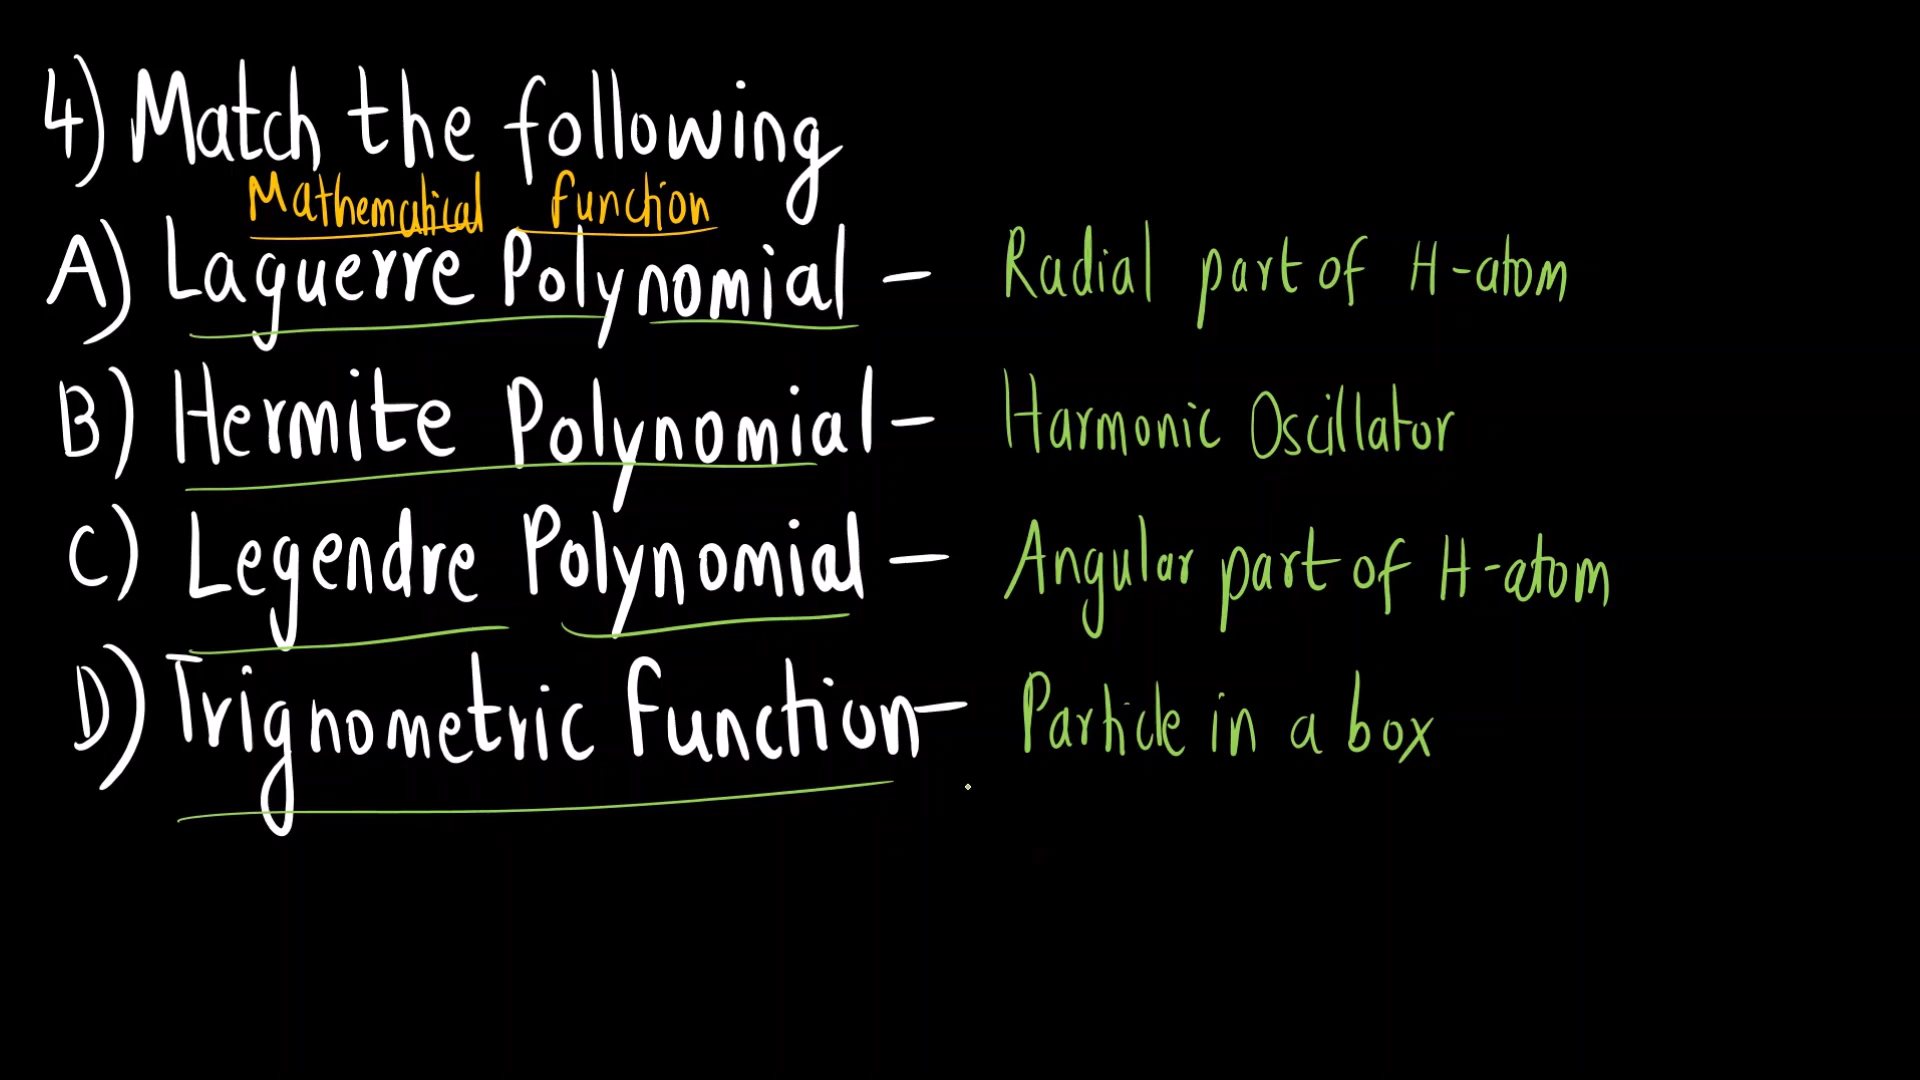 4) Match the following
Mathematical function
A) Laguerre Polynomial - Radial part of H-atom
B) Hermite Polynomial - Harmonic Oscillator
C) Legendre Polynomial - Angular part of H-atom
D) Trignometric function - Particle in a box